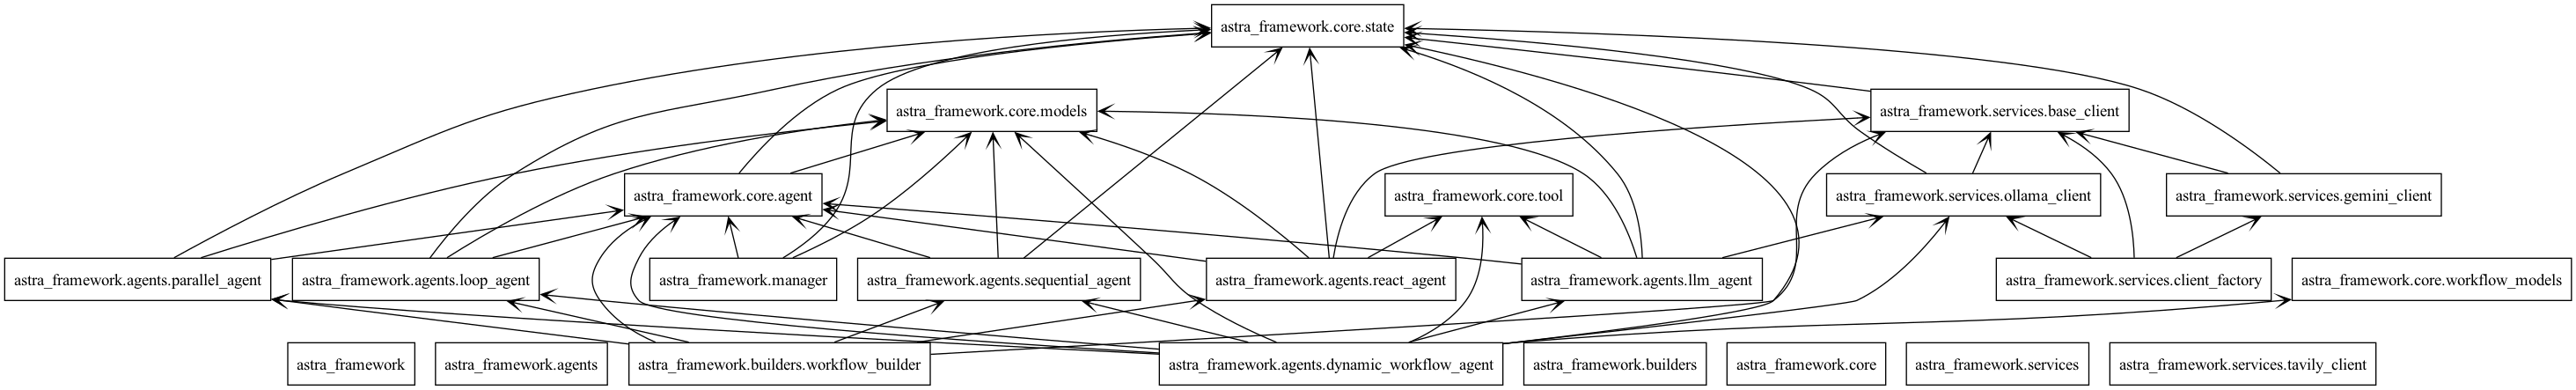 astra_framework.core.state
astra_framework.core.models
astra_framework.services.base_client
astra_framework.core.agent
astra_framework.core.tool
astra_framework.services.ollama_client
astra_framework.services.gemini_client
astra_framework.agents.parallel_agent
astra_framework.agents.loop_agent
astra_framework.manager
astra_framework.agents.sequential_agent
astra_framework.agents.react_agent
astra_framework.agents.llm_agent
astra_framework.services.client_factory
astra_framework.core.workflow_models
astra_framework
astra_framework.agents
astra_framework.builders.workflow_builder
astra_framework.agents.dynamic_workflow_agent
astra_framework.builders
astra_framework.core
astra_framework.services
astra_framework.services.tavily_client